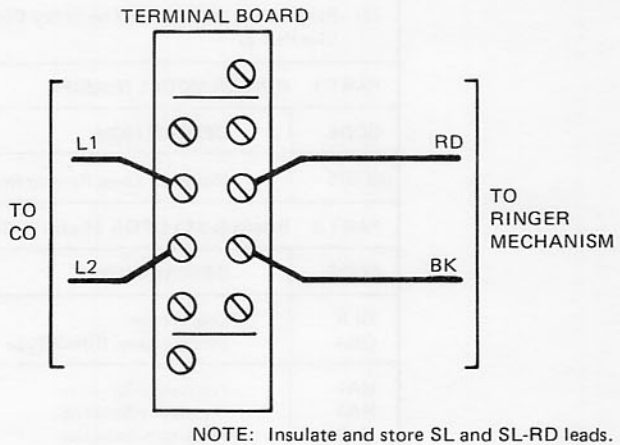 TERMINAL BOARD
L1
RD
TO
CO
TO
RINGER
MECHANISM
L2
BK
NOTE: Insulate and store SL and SL-RD leads.